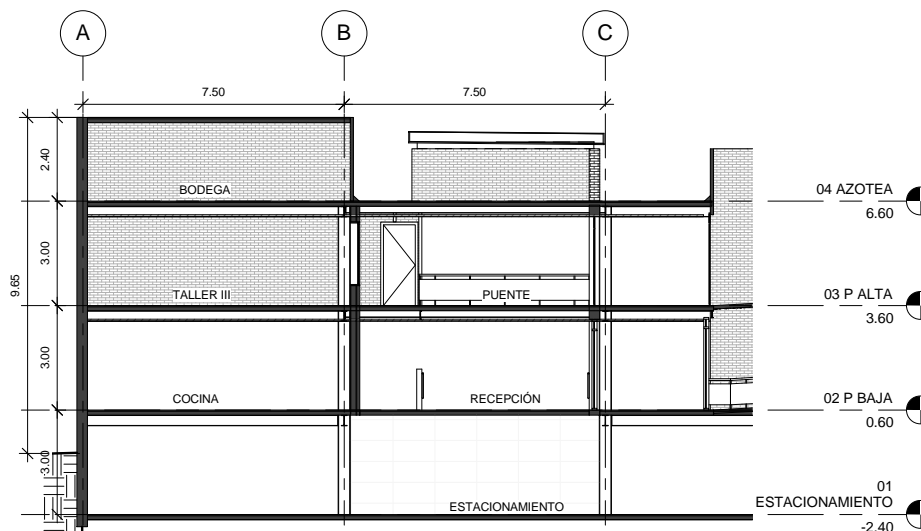 A
B
C
7.50
7.50
2.40
BODEGA
04 AZOTEA
6.60
3.00
9.65
TALLER III
PUENTE
03 P ALTA
3.60
3.00
COCINA
RECEPCIÓN
02 P BAJA
0.60
3.00
ESTACIONAMIENTO
01
ESTACIONAMIENTO
-2.40